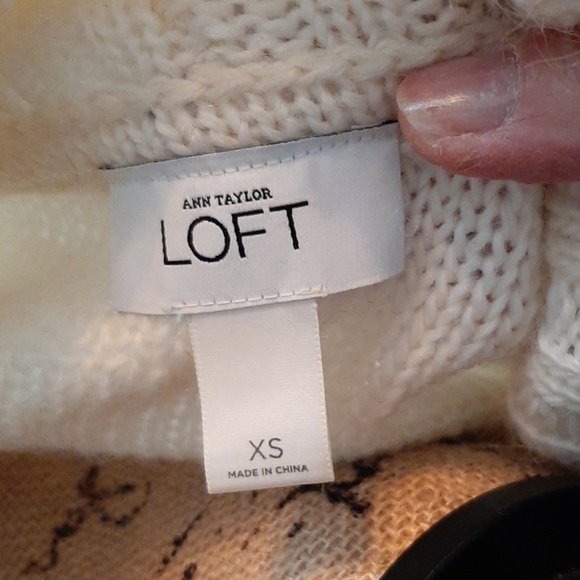 ANN TAYLOR
LOFT
XS
MADE IN CHINA